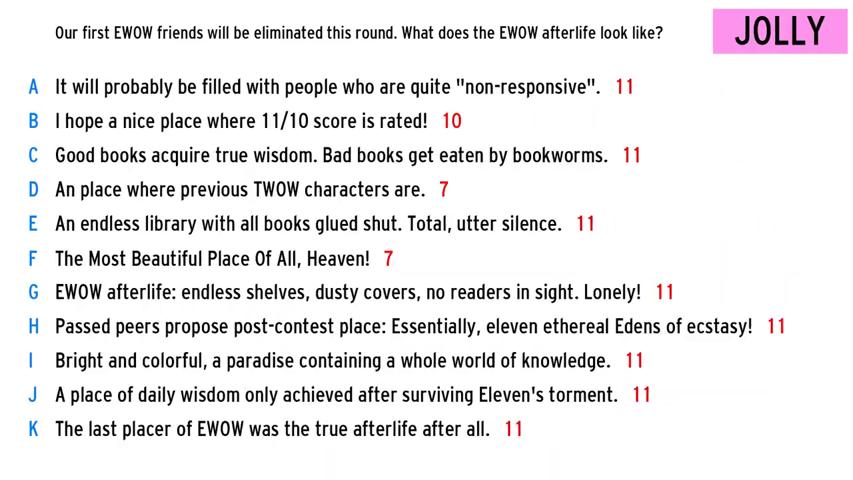 Our first EWOW friends will be eliminated this round. What does the EWOW afterlife look like?
JOLLY
A It will probably be filled with people who are quite "non-responsive". 11
B I hope a nice place where 11/10 score is rated! 10
C Good books acquire true wisdom. Bad books get eaten by bookworms. 11
D An place where previous TWOW characters are. 7
E An endless library with all books glued shut. Total, utter silence. 11
F The Most Beautiful Place Of All, Heaven! 7
G EWOW afterlife: endless shelves, dusty covers, no readers in sight. Lonely! 11
H Passed peers propose post-contest place: Essentially, eleven ethereal Edens of ecstasy! 11
I Bright and colorful, a paradise containing a whole world of knowledge. 11
J A place of daily wisdom only achieved after surviving Eleven's torment. 11
K The last placer of EWOW was the true afterlife after all. 11